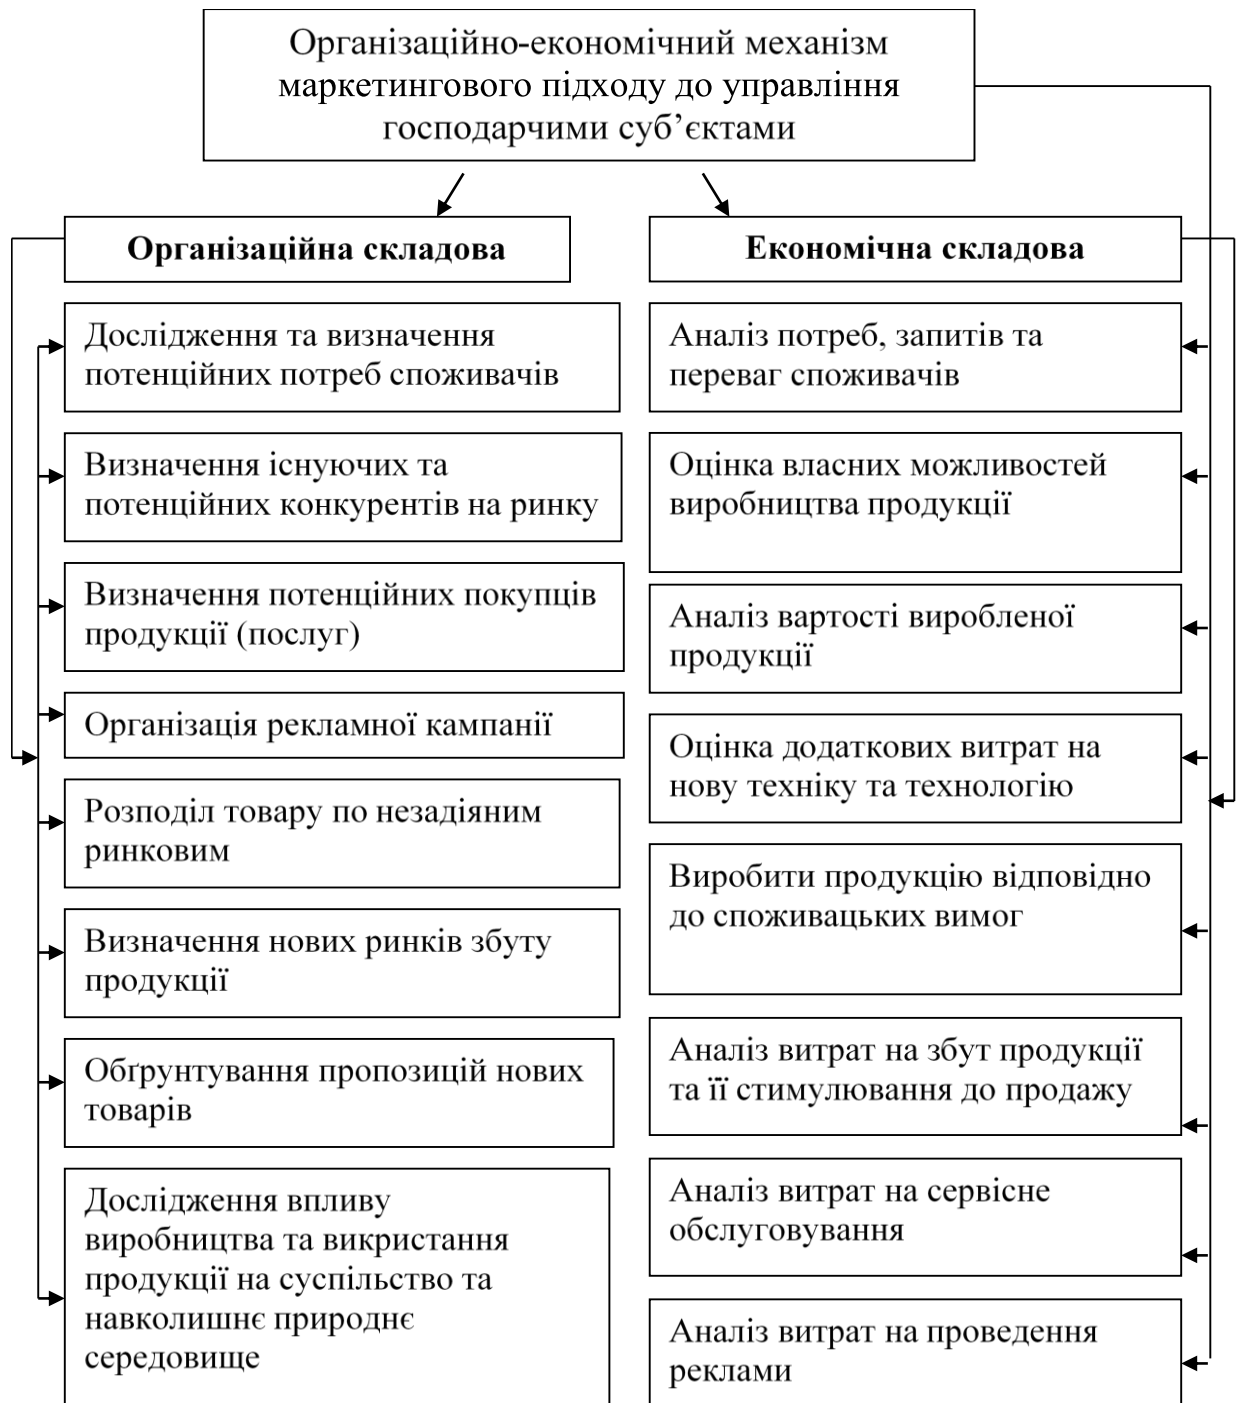 Організаційно-економічний механізм
маркетингового підходу до управління
господарчими суб’єктами
Організаційна складова
Дослідження та визначення
потенційних потреб споживачів
Визначення існуючих та
потенційних конкурентів на ринку
Визначення потенційних покупців
продукції (послуг)
Організація рекламної кампанії
Розподіл товару по незадіяним
ринковим
Визначення нових ринків збуту
продукції
Обґрунтування пропозицій нових
товарів
Дослідження впливу
виробництва та викристання
продукції на суспільство та
навколишнє природнє
середовище
Економічна складова
Аналіз потреб, запитів та
переваг споживачів
Оцінка власних можливостей
виробництва продукції
Аналіз вартості виробленої
продукції
Оцінка додаткових витрат на
нову техніку та технологію
Виробити продукцію відповідно
до споживацьких вимог
Аналіз витрат на збут продукції
та її стимулювання до продажу
Аналіз витрат на сервісне
обслуговування
Аналіз витрат на проведення
реклами